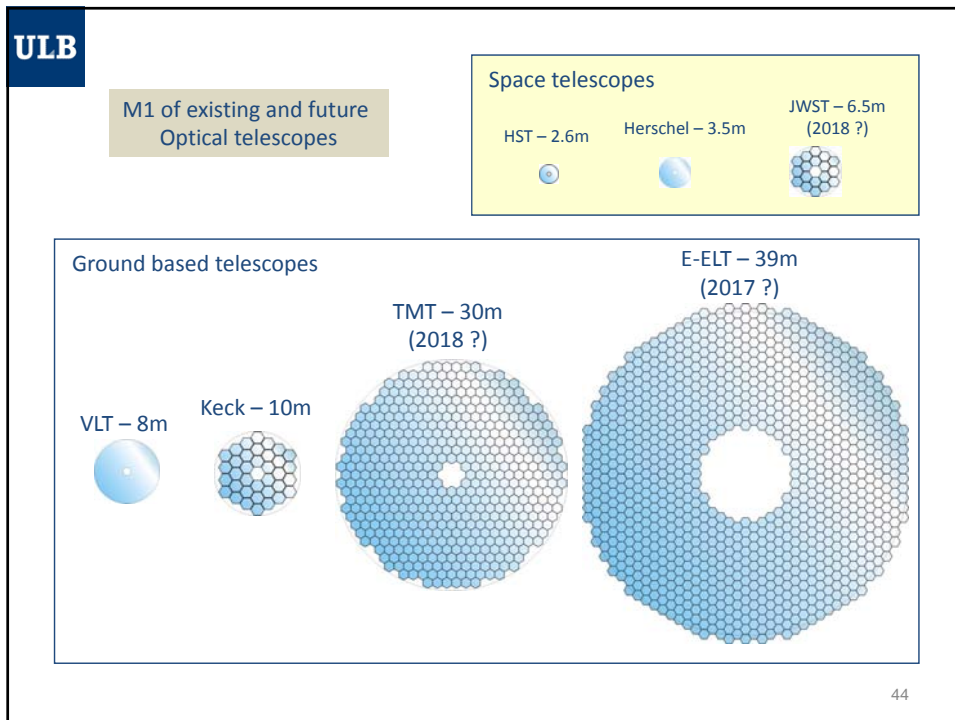 ULB
M1 of existing and future
Optical telescopes
Space telescopes
HST – 2.6m
Herschel – 3.5m
JWST – 6.5m
(2018 ?)
Ground based telescopes
VLT – 8m
Keck – 10m
TMT – 30m
(2018 ?)
E-ELT – 39m
(2017 ?)
44